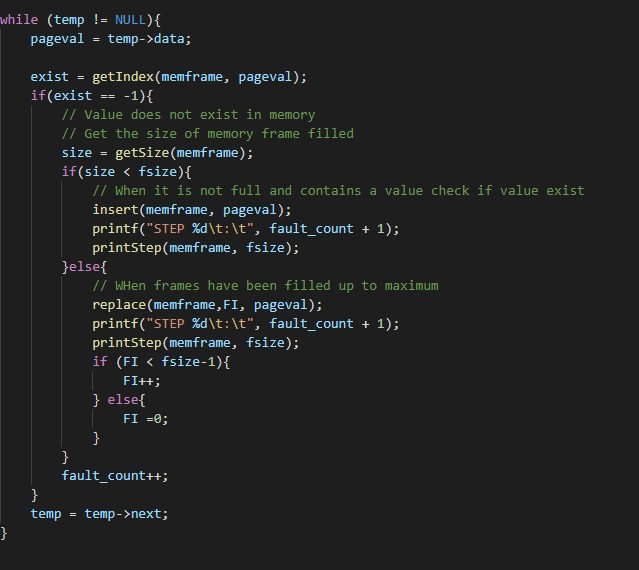 while (temp != NULL){
    pageval = temp->data;

    exist = getIndex(memframe, pageval);
    if(exist == -1){
        // Value does not exist in memory
        // Get the size of memory frame filled
        size = getSize(memframe);
        if(size < fsize){
            // When it is not full and contains a value check if value exist
            insert(memframe, pageval);
            printf("STEP %d\t:\t", fault_count + 1);
            printStep(memframe, fsize);
        }else{
            // WHen frames have been filled up to maximum
            replace(memframe,FI, pageval);
            printf("STEP %d\t:\t", fault_count + 1);
            printStep(memframe, fsize);
            if (FI < fsize-1){
                FI++;
            } else{
                FI =0;
            }
        }
        fault_count++;
    }
    temp = temp->next;
}